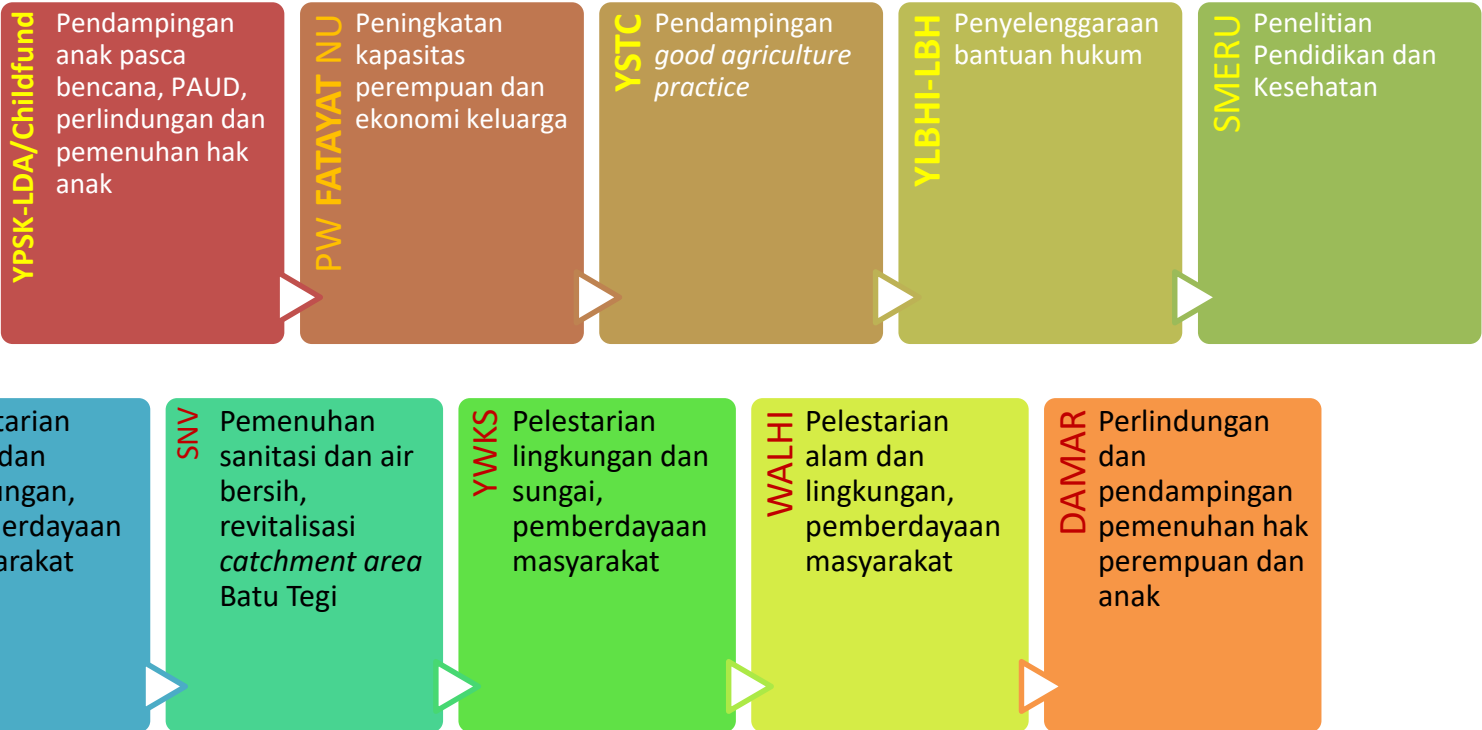 YPSK-LDA/Childfund
Pendampingan
anak pasca
bencana, PAUD,
perlindungan dan
pemenuhan hak
anak
PW FATAYAT NU
Peningkatan
kapasitas
perempuan dan
ekonomi keluarga
YSTC
Pendampingan
good agriculture
practice
YLBHI-LBH
Penyelenggaraan
bantuan hukum
SMERU
Penelitian
Pendidikan dan
Kesehatan
dan
SNV
Pemenuhan
sanitasi dan air
bersih,
revitalisasi
catchment area
Batu Tegi
YWKS
Pelestarian
lingkungan dan
sungai,
pemberdayaan
masyarakat
WALHI
Pelestarian
alam dan
lingkungan,
pemberdayaan
masyarakat
DAMAR
Perlindungan
dan
pendampingan
pemenuhan hak
perempuan dan
anak